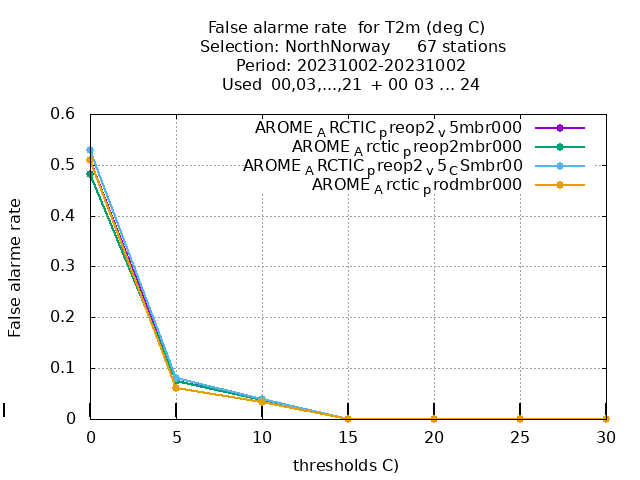 False alarme rate  for T2m (deg C)
Selection: NorthNorway     67 stations
Period: 20231002-20231002
Used  00,03,...,21  + 00 03 ... 24
AROME_ARCTIC_preop2_v5mbr000
AROME_Arctic_preop2mbr000
AROME_ARCTIC_preop2_v5_CSmbr00
AROME_Arctic_prodmbr000
0.6
0.5
0.4
0.3
0.2
0.1
0
False alarme rate
0 5 10 15 20 25 30
thresholds C)